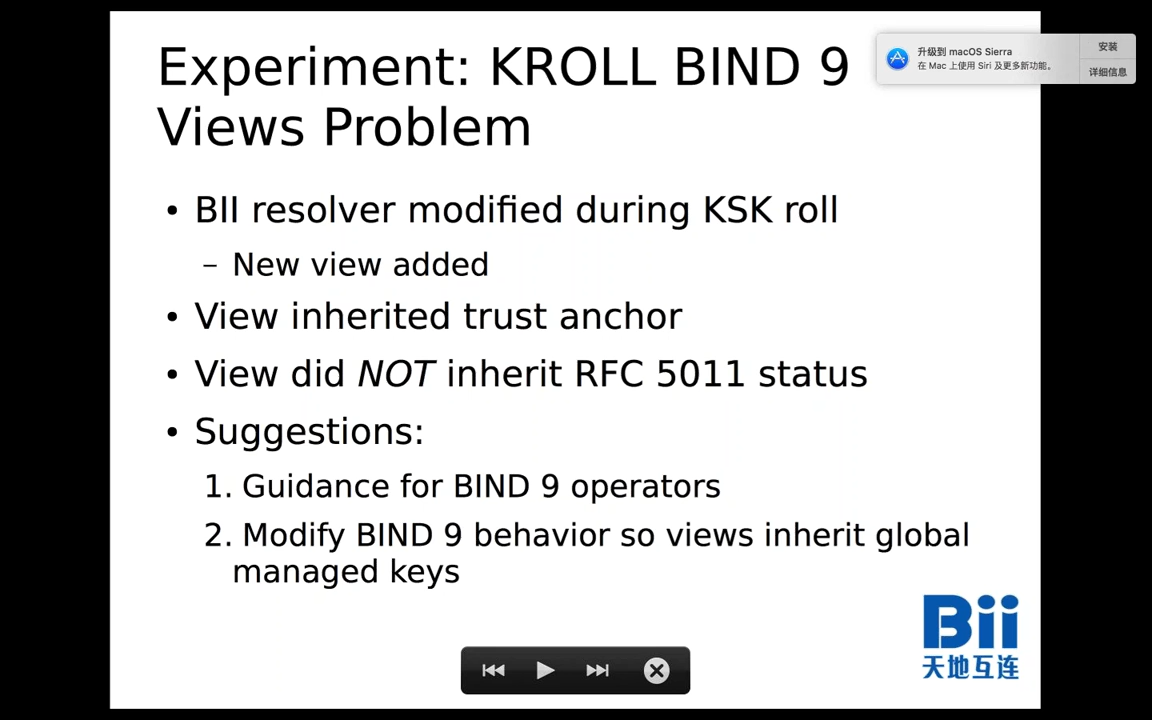 Experiment: KROLL BIND 9
Views Problem
升级到 macOS Sierra
在 Mac 上使用 Siri 及更多新功能。
安装
详细信息
• BII resolver modified during KSK roll
– New view added
• View inherited trust anchor
• View did NOT inherit RFC 5011 status
• Suggestions:
1. Guidance for BIND 9 operators
2. Modify BIND 9 behavior so views inherit global
managed keys
Bii
天地互连